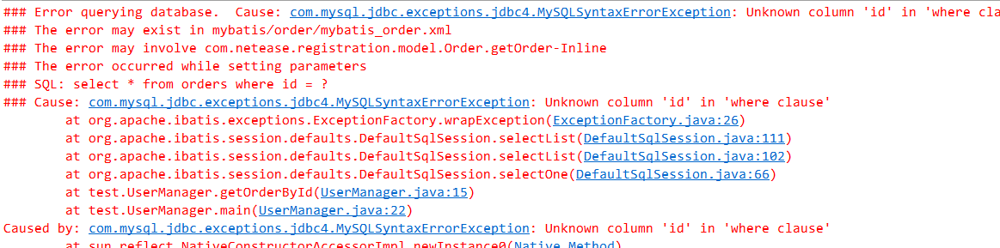 ### Error querying database.  Cause: com.mysql.jdbc.exceptions.jdbc4.MySQLSyntaxErrorException: Unknown column 'id' in 'where cla
### The error may exist in mybatis/order/mybatis_order.xml
### The error may involve com.netease.registration.model.Order.getOrder-Inline
### The error occurred while setting parameters
### SQL: select * from orders where id = ?
### Cause: com.mysql.jdbc.exceptions.jdbc4.MySQLSyntaxErrorException: Unknown column 'id' in 'where clause'
at org.apache.ibatis.exceptions.ExceptionFactory.wrapException(ExceptionFactory.java:26)
at org.apache.ibatis.session.defaults.DefaultSqlSession.selectList(DefaultSqlSession.java:111)
at org.apache.ibatis.session.defaults.DefaultSqlSession.selectList(DefaultSqlSession.java:102)
at org.apache.ibatis.session.defaults.DefaultSqlSession.selectOne(DefaultSqlSession.java:66)
at test.UserManager.getOrderById(UserManager.java:15)
at test.UserManager.main(UserManager.java:22)
Caused by: com.mysql.jdbc.exceptions.jdbc4.MySQLSyntaxErrorException: Unknown column 'id' in 'where clause'
at sun.reflect.NativeConstructorAccessorImpl.newInstance0(Native Method)